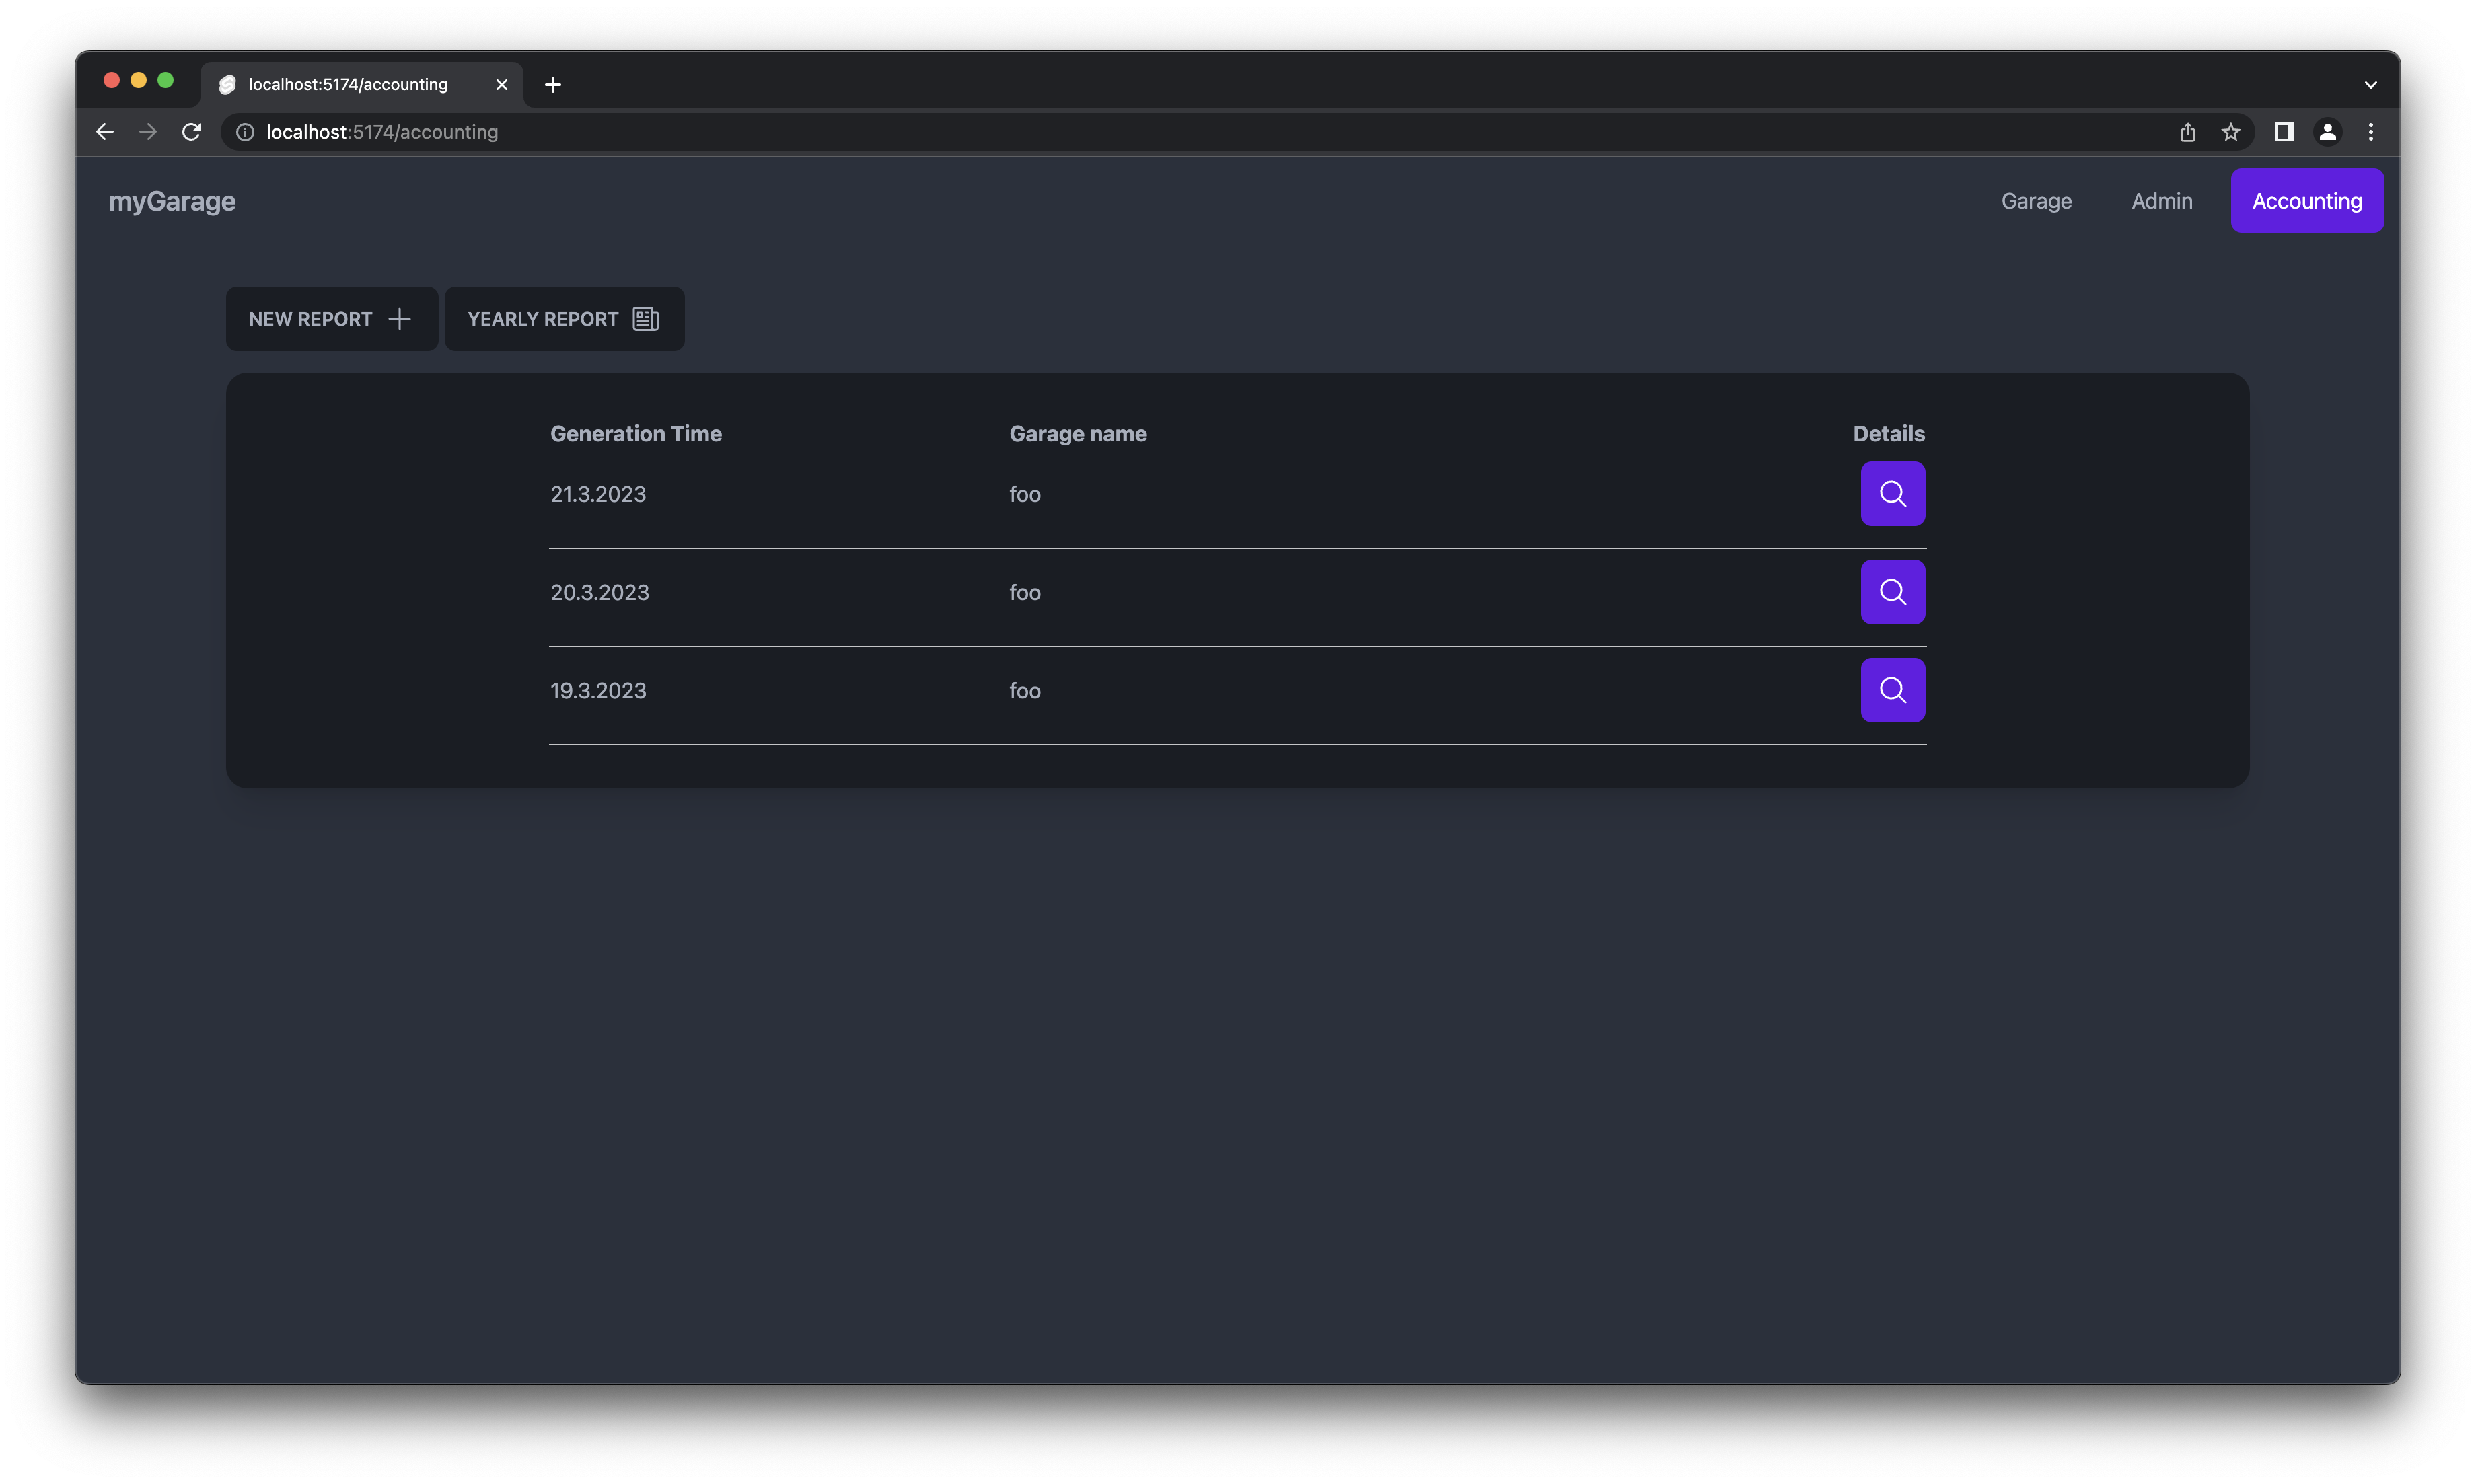 localhost:5174/accounting
localhost:5174/accounting
myGarage Garage Admin Accounting
NEW REPORT YEARLY REPORT
Generation Time Garage name Details
21.3.2023 foo
20.3.2023 foo
19.3.2023 foo